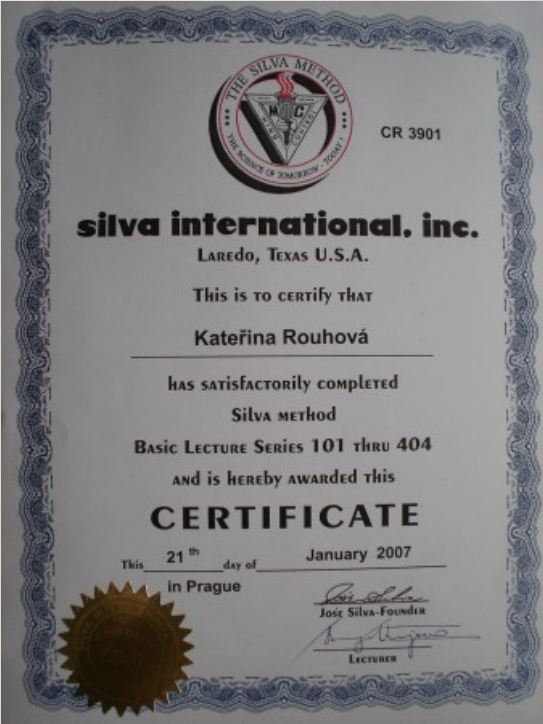 THE SILVA METHOD
M C
THE SCIENCE OF TOMORROW - TODAY!
CR 3901
silva international, inc.
Laredo, Texas U.S.A.
This is to certify that
Kateřina Rouhová
has satisfactorily completed
Silva method
Basic Lecture Series 101 thru 404
and is hereby awarded this
CERTIFICATE
This 21 th day of January 2007
in Prague
José Silva-Founder
Lecturer